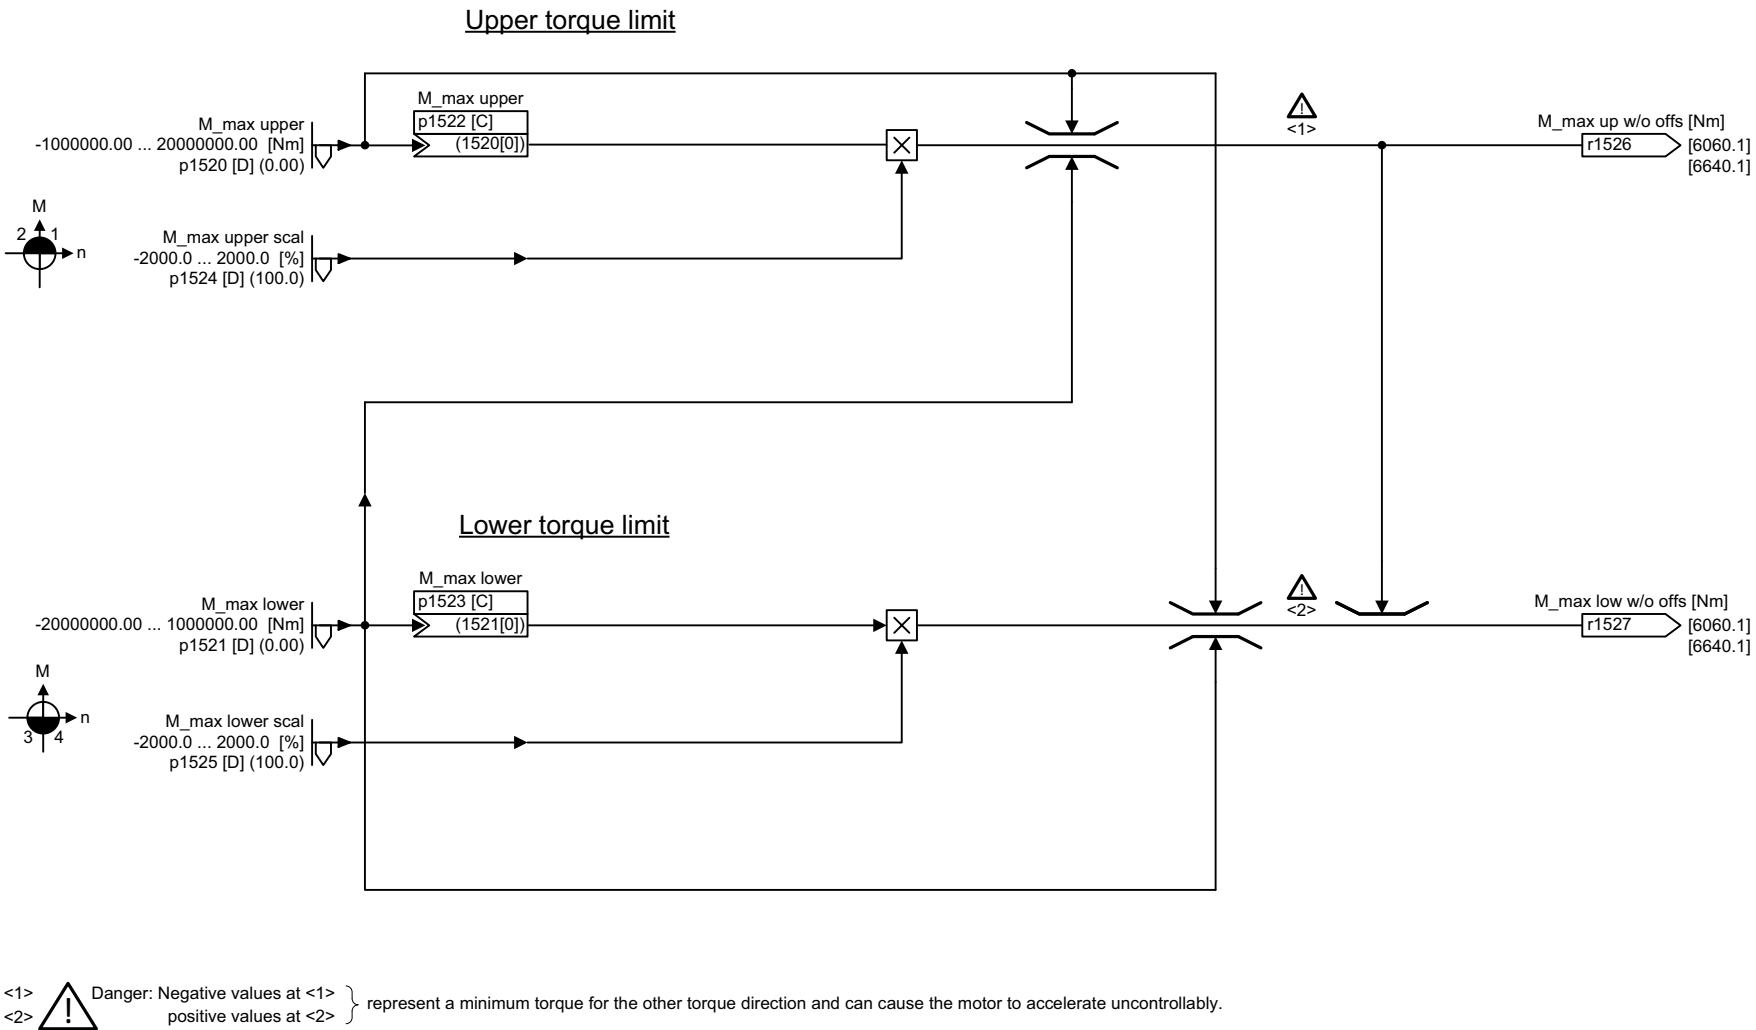 Upper torque limit
M_max upper
-1000000.00 ... 20000000.00 [Nm]
p1520 [D] (0.00)
M_max upper
p1522 [C]
(1520[0])
<1>
M_max up w/o offs [Nm]
r1526
[6060.1]
[6640.1]
M
2 1
n
M_max upper scal
-2000.0 ... 2000.0 [%]
p1524 [D] (100.0)
Lower torque limit
M_max lower
-20000000.00 ... 1000000.00 [Nm]
p1521 [D] (0.00)
M_max lower
p1523 [C]
(1521[0])
<2>
M_max low w/o offs [Nm]
r1527
[6060.1]
[6640.1]
M
n
3 4
M_max lower scal
-2000.0 ... 2000.0 [%]
p1525 [D] (100.0)
<1>
<2>
!
Danger: Negative values at <1>
positive values at <2>
represent a minimum torque for the other torque direction and can cause the motor to accelerate uncontrollably.